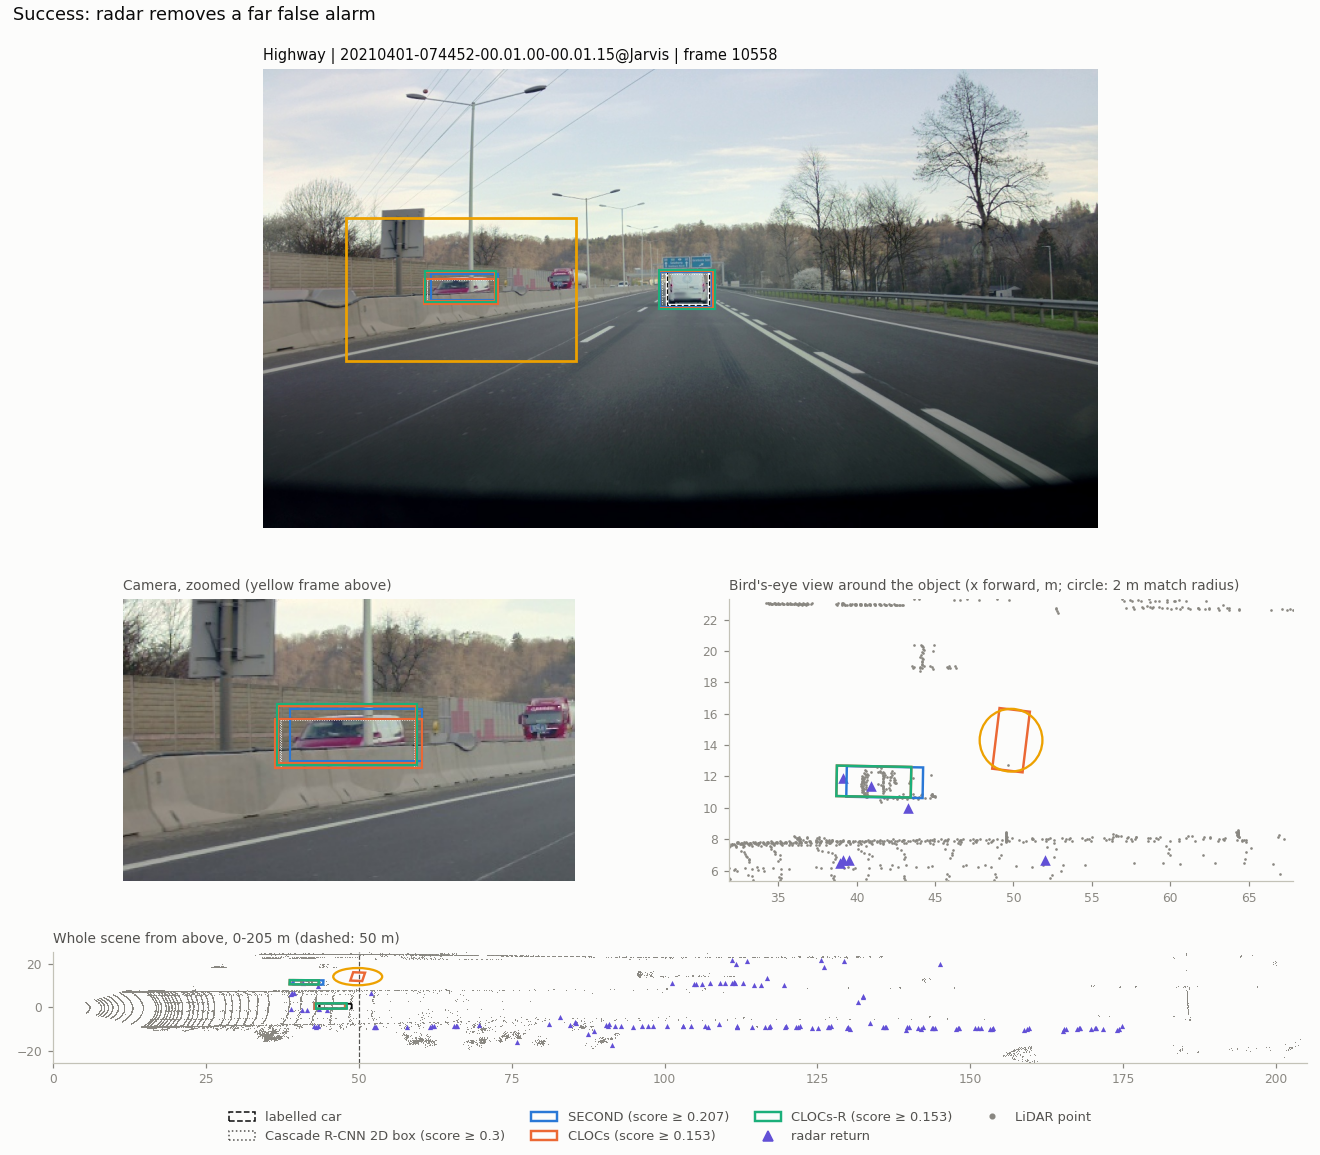 Success: radar removes a far false alarm
Highway | 20210401-074452-00.01.00-00.01.15@Jarvis | frame 10558
Camera, zoomed (yellow frame above)
Bird's-eye view around the object (x forward, m; circle: 2 m match radius)
22
20
18
16
14
12
10
8
6
35 40 45 50 55 60 65
Whole scene from above, 0-205 m (dashed: 50 m)
20
0
−20
0 25 50 75 100 125 150 175 200
labelled car
Cascade R-CNN 2D box (score ≥ 0.3)
SECOND (score ≥ 0.207)
CLOCs (score ≥ 0.153)
CLOCs-R (score ≥ 0.153)
radar return
LiDAR point